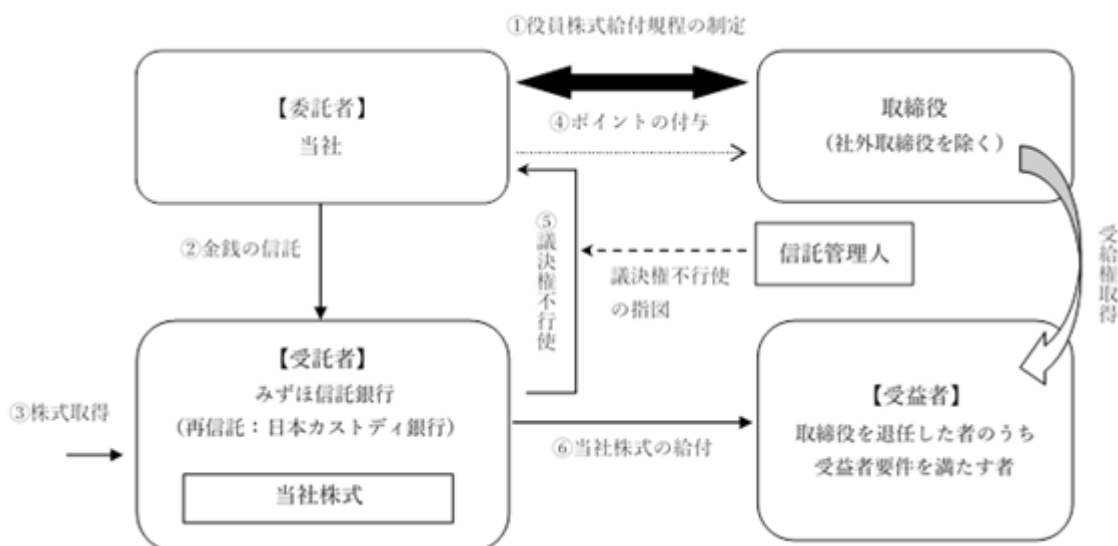 ①役員株式給付規程の制定
【委託者】
当社
④ポイントの付与
取締役
（社外取締役を除く）
②金銭の信託
⑤議決権不行使
議決権不行使
の指図
信託管理人
受給権取得
③株式取得
【受託者】
みずほ信託銀行
（再信託：日本カストディ銀行）
当社株式
⑥当社株式の給付
【受益者】
取締役を退任した者のうち
受益者要件を満たす者